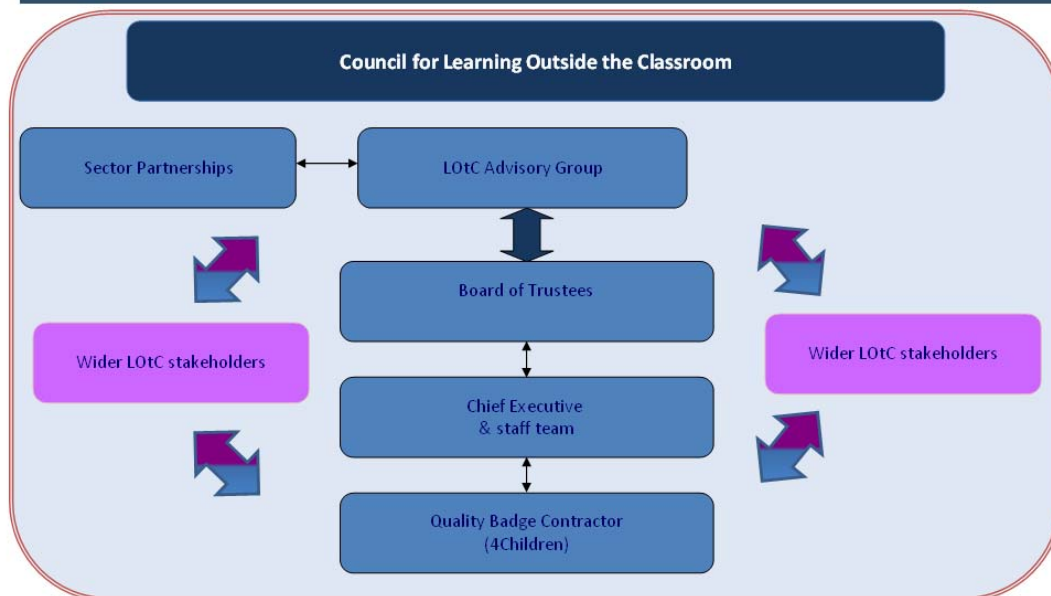 Council for Learning Outside the Classroom
Sector Partnerships
LOtC Advisory Group
Board of Trustees
Wider LOtC stakeholders
Wider LOtC stakeholders
Chief Executive
& staff team
Quality Badge Contractor
(4Children)